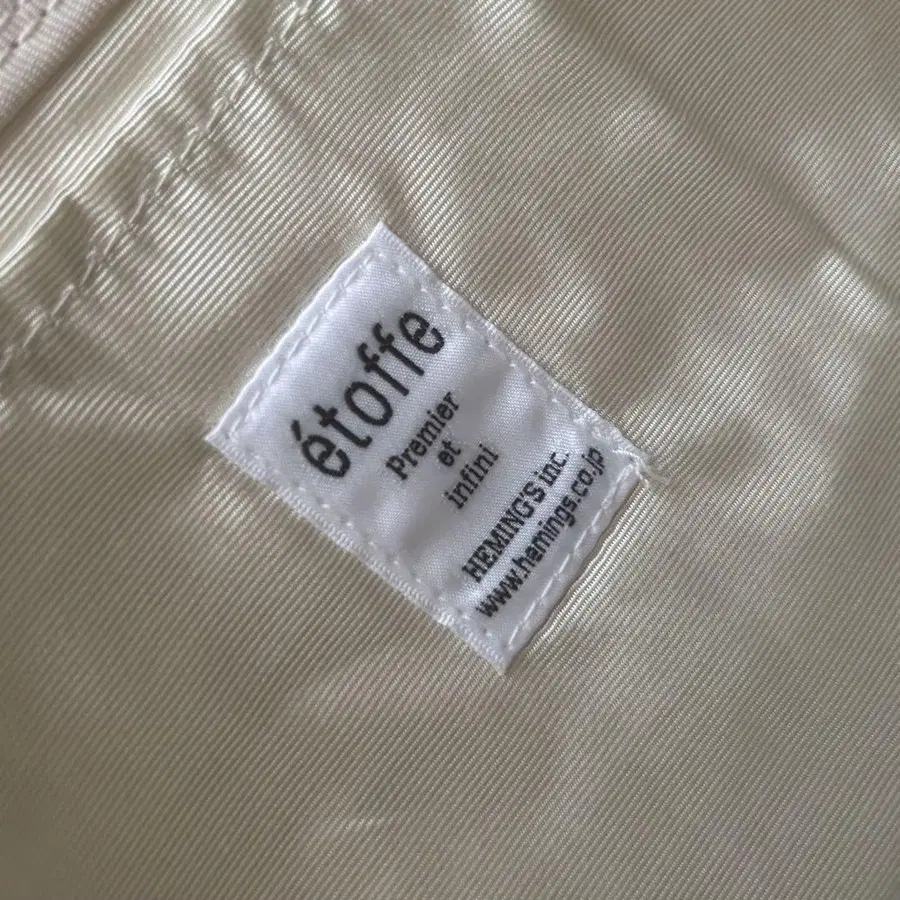 étoffe
Premier
et
infini
HEMING'S inc.
www.hemings.co.jp